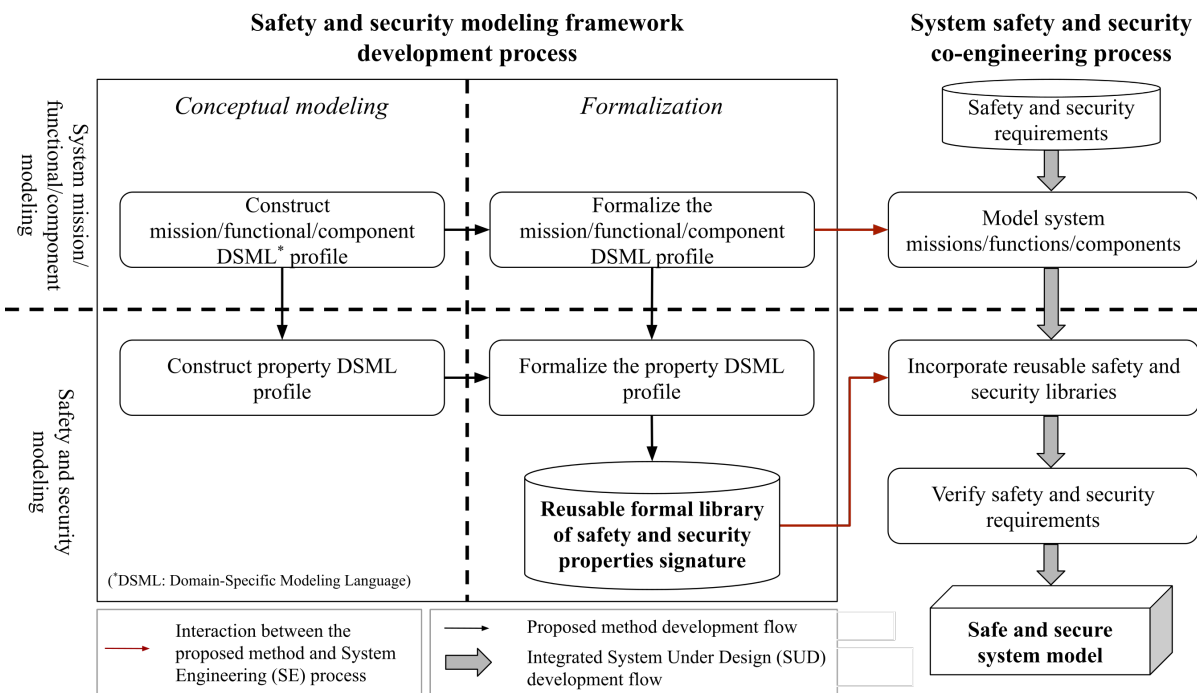 Safety and security modeling framework
development process
System safety and security
co-engineering process
Conceptual modeling
Formalization
System mission/
functional/component
modeling
Safety and security
requirements
Construct
mission/functional/component
DSML* profile
Formalize the
mission/functional/component
DSML profile
Model system
missions/functions/components
Safety and security
modeling
Construct property DSML
profile
Formalize the property DSML
profile
Incorporate reusable safety and
security libraries
Reusable formal library
of safety and security
properties signature
Verify safety and security
requirements
(*DSML: Domain-Specific Modeling Language)
Safe and secure
system model
Interaction between the
proposed method and System
Engineering (SE) process
Proposed method development flow
Integrated System Under Design (SUD)
development flow